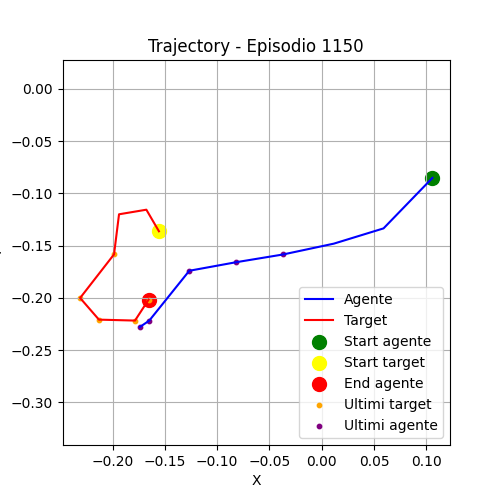 Trajectory - Episodio 1150
0.00
−0.05
−0.10
−0.15
−0.20
−0.25
−0.30
Agente
Target
Start agente
Start target
End agente
Ultimi target
Ultimi agente
−0.20
−0.15
−0.10
−0.05
0.00
0.05
0.10
X